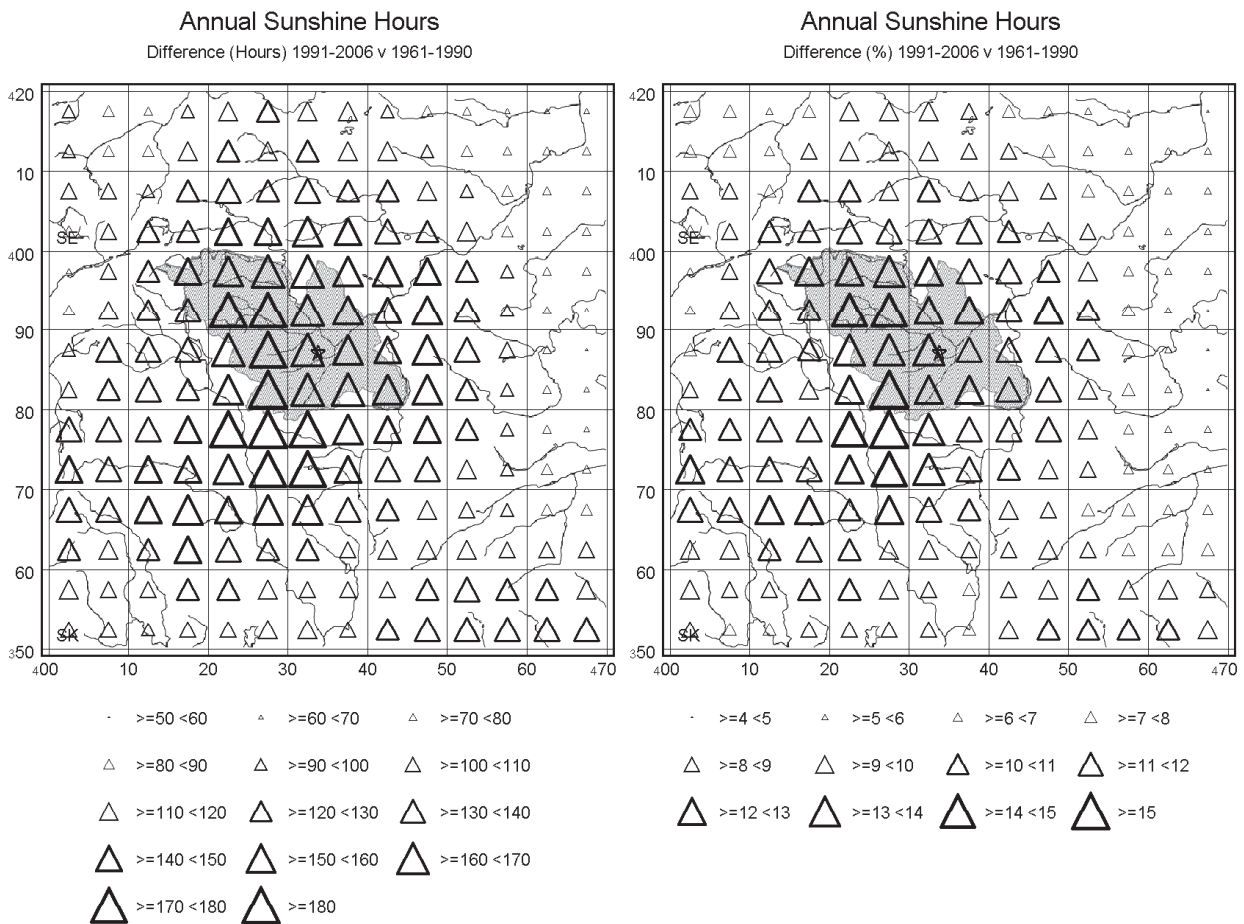 Annual Sunshine Hours
Difference (Hours) 1991-2006 v 1961-1990
420
10
SE
400
90
80
70
60
SK
350
400 10 20 30 40 50 60 470
>=50 <60 >=60 <70 >=70 <80
>=80 <90 >=90 <100 >=100 <110
>=110 <120 >=120 <130 >=130 <140
>=140 <150 >=150 <160 >=160 <170
>=170 <180 >=180
Annual Sunshine Hours
Difference (%) 1991-2006 v 1961-1990
420
10
SE
400
90
80
70
60
SK
350
400 10 20 30 40 50 60 470
>=4 <5 >=5 <6 >=6 <7 >=7 <8
>=8 <9 >=9 <10 >=10 <11 >=11 <12
>=12 <13 >=13 <14 >=14 <15 >=15